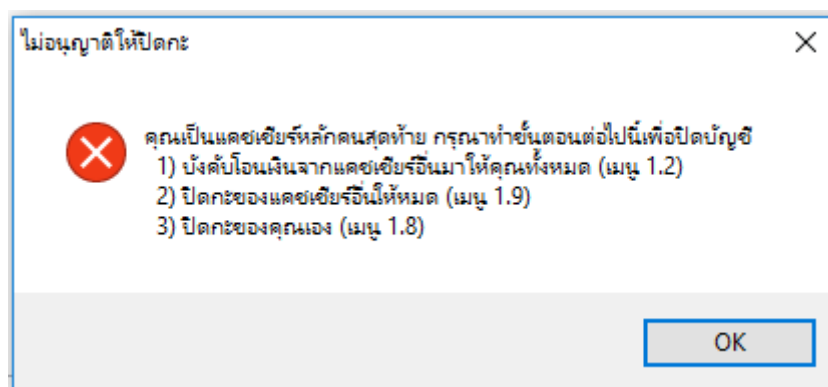 ไม่อนุญาติให้ปิดกะ
คุณเป็นแคชเชียร์หลักคนสุดท้าย กรุณาทำขั้นตอนต่อไปนี้เพื่อปิดบัญชี
1) บังคับโอนเงินจากแคชเชียร์อื่นมาให้คุณทั้งหมด (เมนู 1.2)
2) ปิดกะของแคชเชียร์อื่นให้หมด (เมนู 1.9)
3) ปิดกะของคุณเอง (เมนู 1.8)
OK